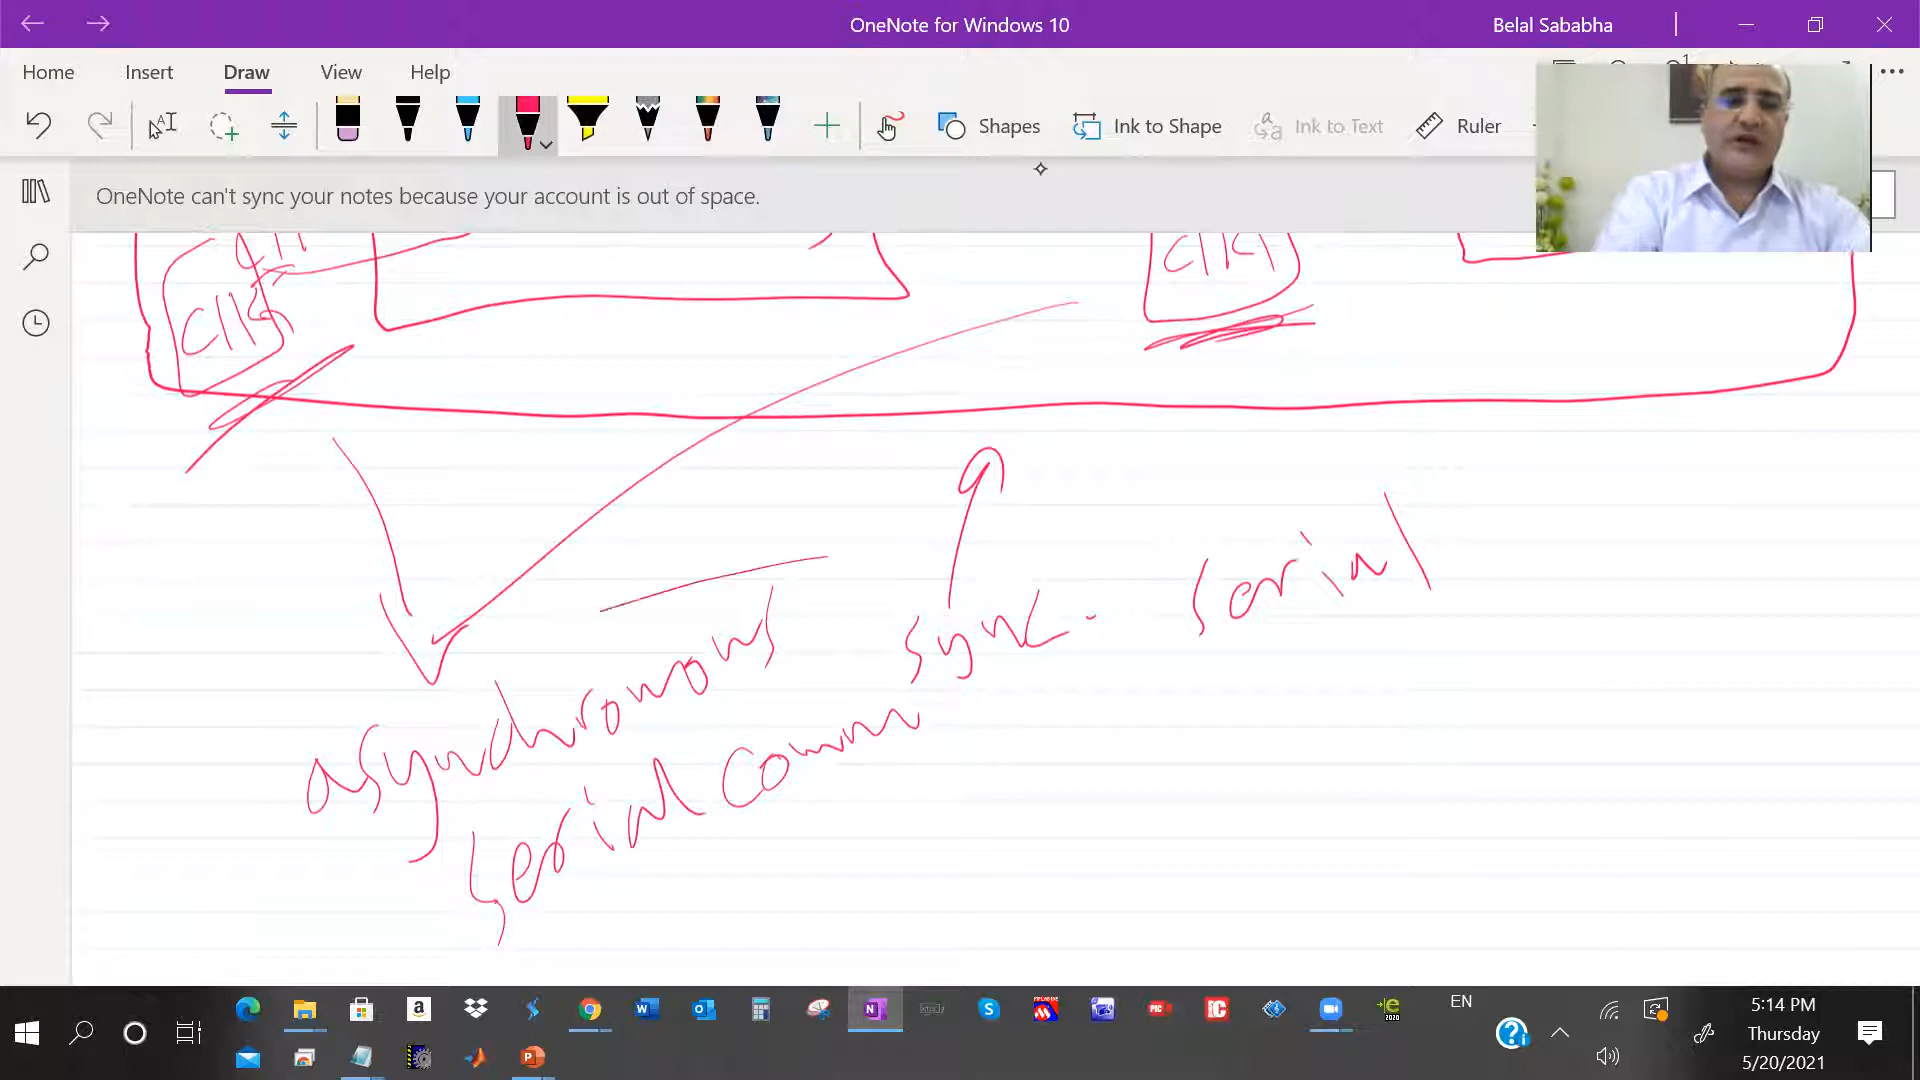 OneNote for Windows 10
Belal Sababha
Home Insert Draw View Help
Shapes Ink to Shape Ink to Text Ruler
OneNote can't sync your notes because your account is out of space.
sync. serial
asynchronous
serial comm
EN
5:14 PM
Thursday
5/20/2021